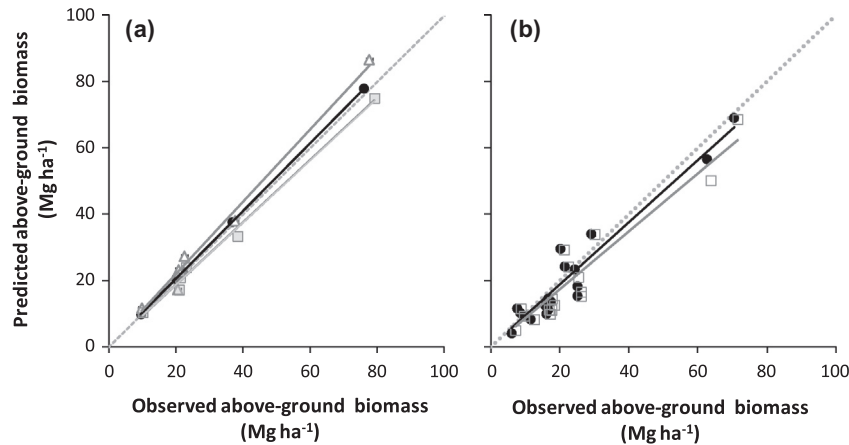 (a)
(b)
Predicted above-ground biomass
(Mg ha-1)
100
80
60
40
20
0
0 20 40 60 80 100
0 20 40 60 80 100
Observed above-ground biomass
(Mg ha-1)
Observed above-ground biomass
(Mg ha-1)